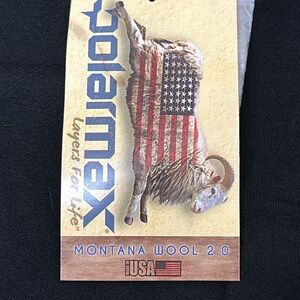 polarmax
Layers For Life
MONTANA WOOL 2.0
USA